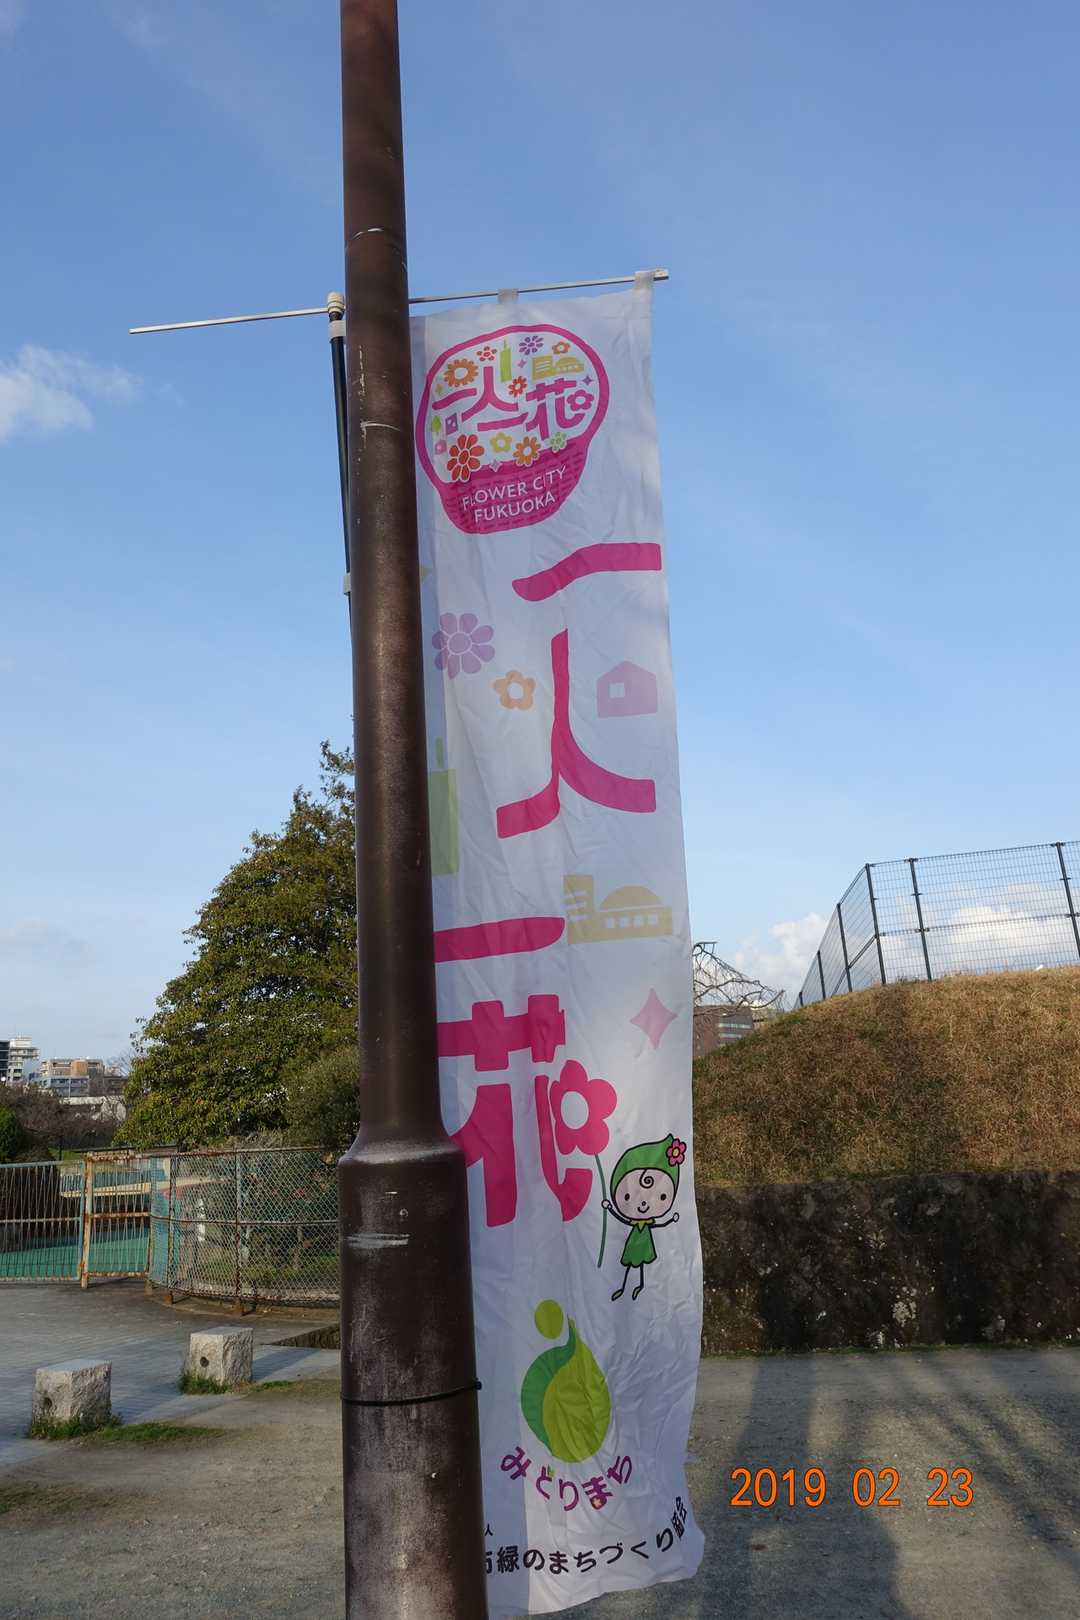 一人一花
FLOWER CITY
FUKUOKA
一人一花
みどりまち
人
市緑のまちづくり協会
2019 02 23